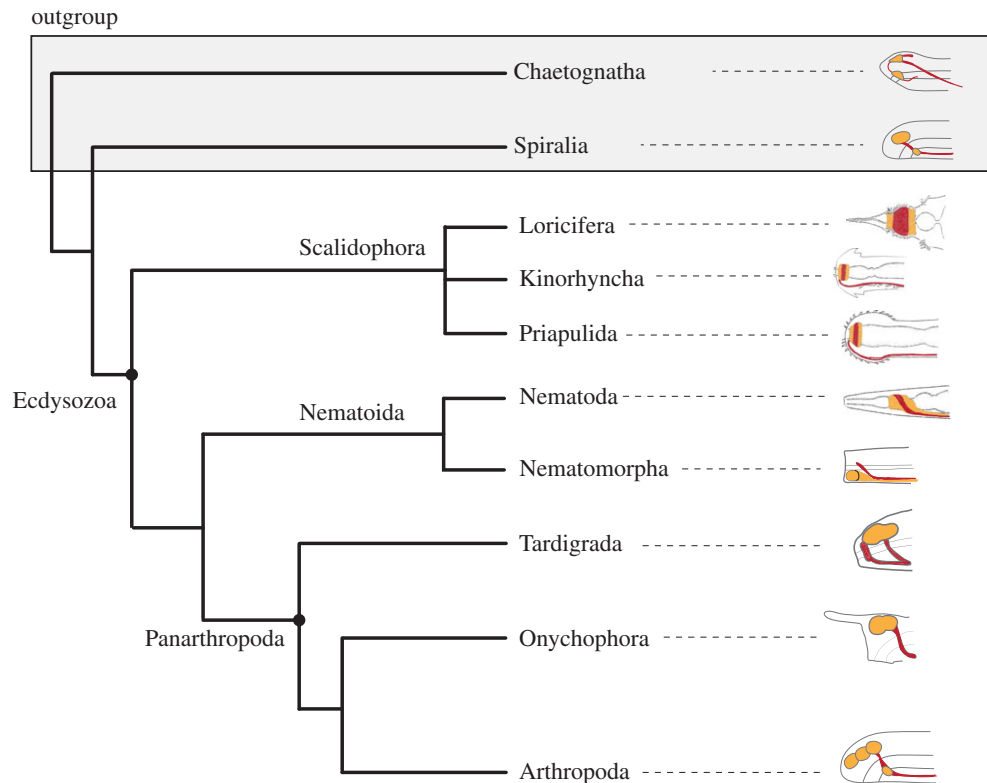 outgroup
Chaetognatha
Spiralia
Loricifera
Scalidophora
Kinorhyncha
Priapulida
Ecdysozoa
Nematoda
Nematoida
Nematomorpha
Tardigrada
Panarthropoda
Onychophora
Arthropoda